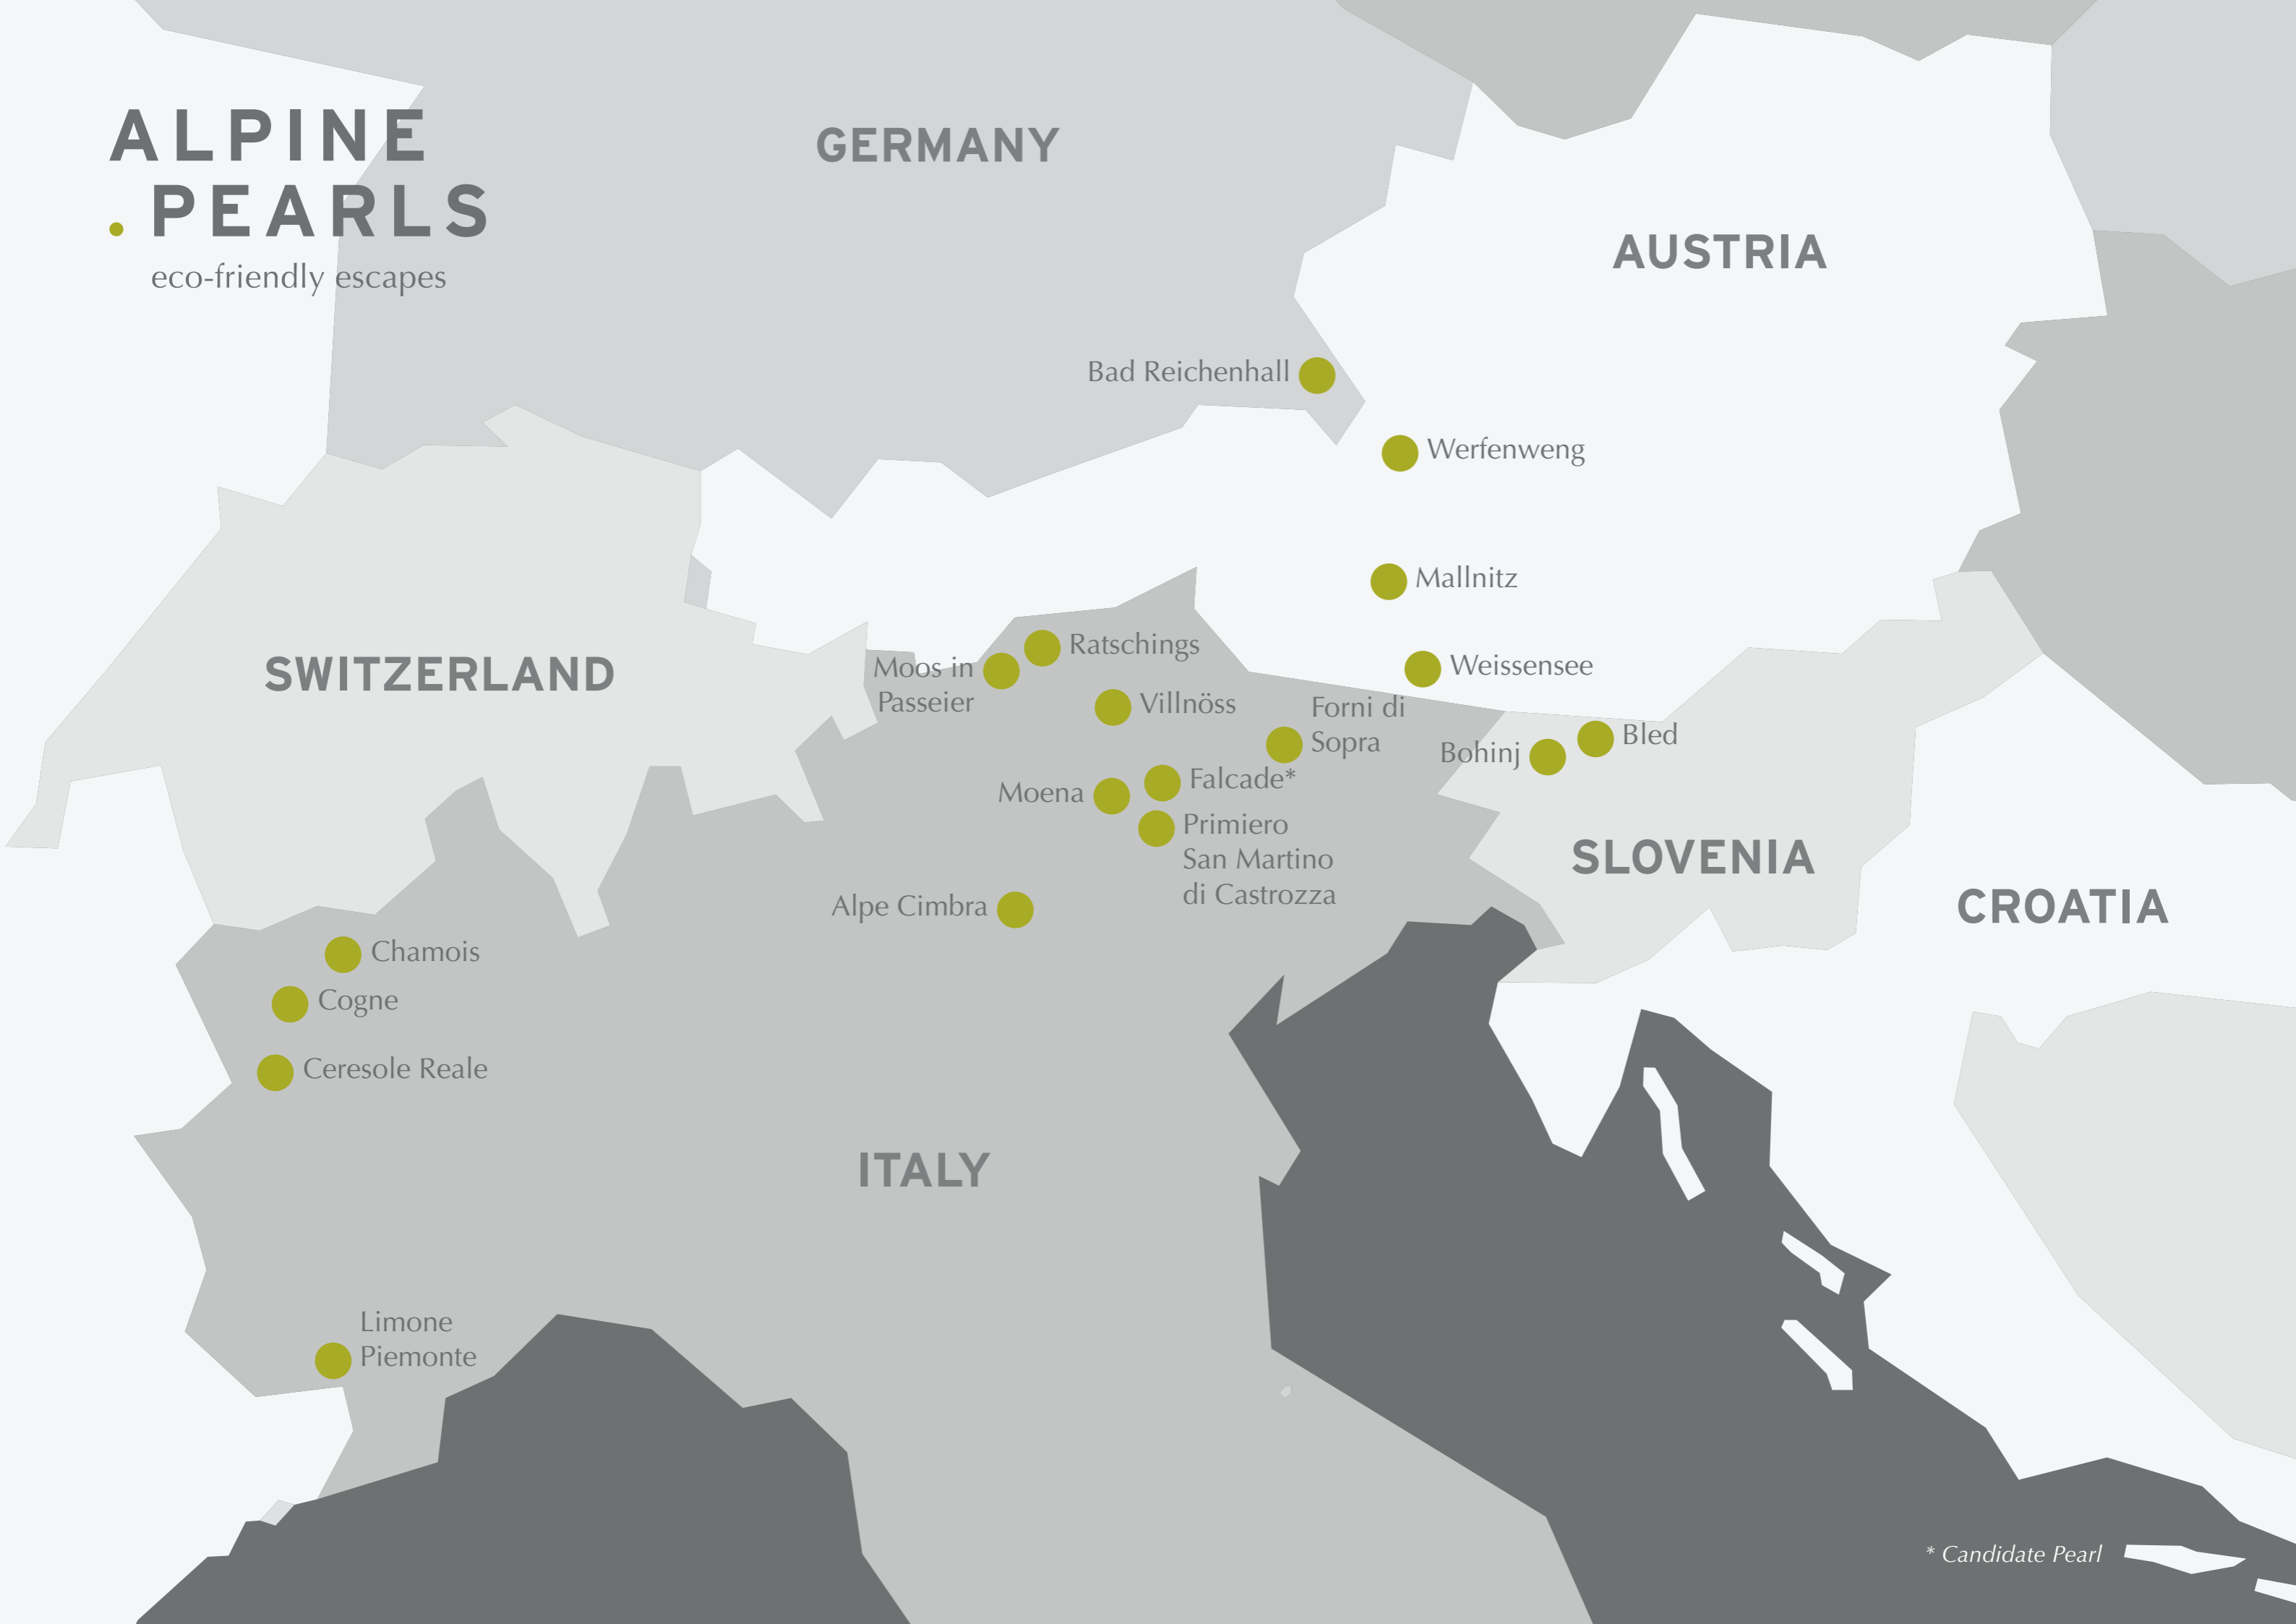 ALPINE
. PEARLS
eco-friendly escapes
GERMANY
AUSTRIA
Bad Reichenhall
Werfenweng
Mallnitz
SWITZERLAND
Ratschings
Moos in
Passeier
Weissensee
Villnöss
Forni di
Sopra
Bled
Bohinj
Falcade*
Moena
Primiero
San Martino
di Castrozza
SLOVENIA
CROATIA
Alpe Cimbra
Chamois
Cogne
Ceresole Reale
ITALY
Limone
Piemonte
* Candidate Pearl